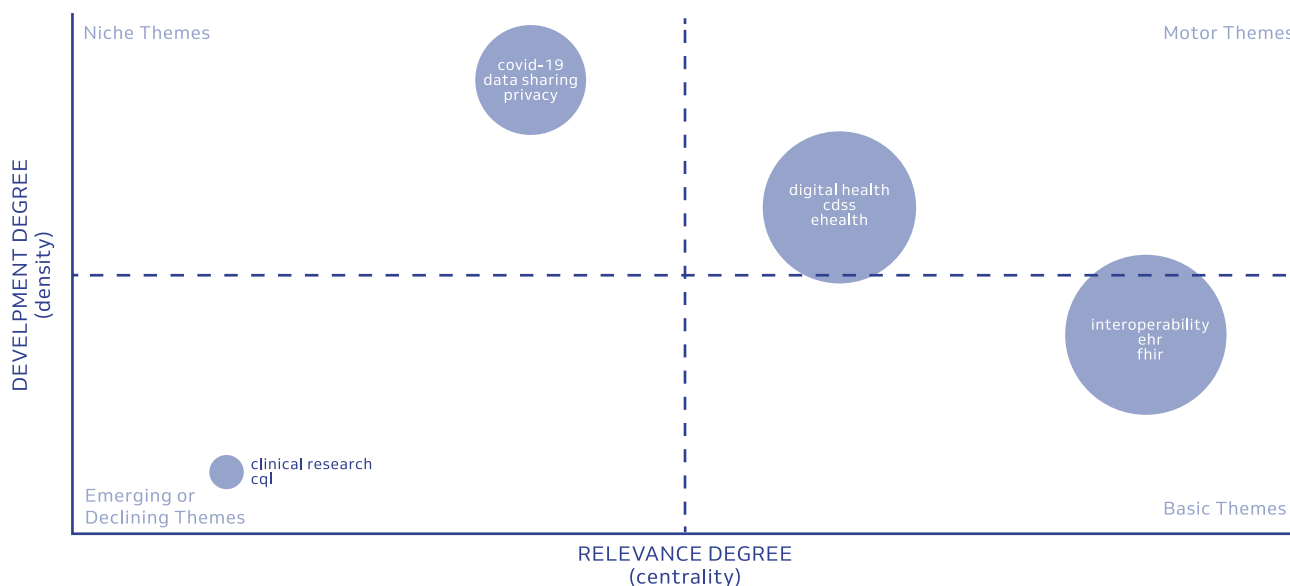 Niche Themes
Motor Themes
covid-19
data sharing
privacy
digital health
cdss
ehealth
DEVELPMENT DEGREE
(density)
interoperability
ehr
fhir
clinical research
cql
Emerging or
Declining Themes
Basic Themes
RELEVANCE DEGREE
(centrality)